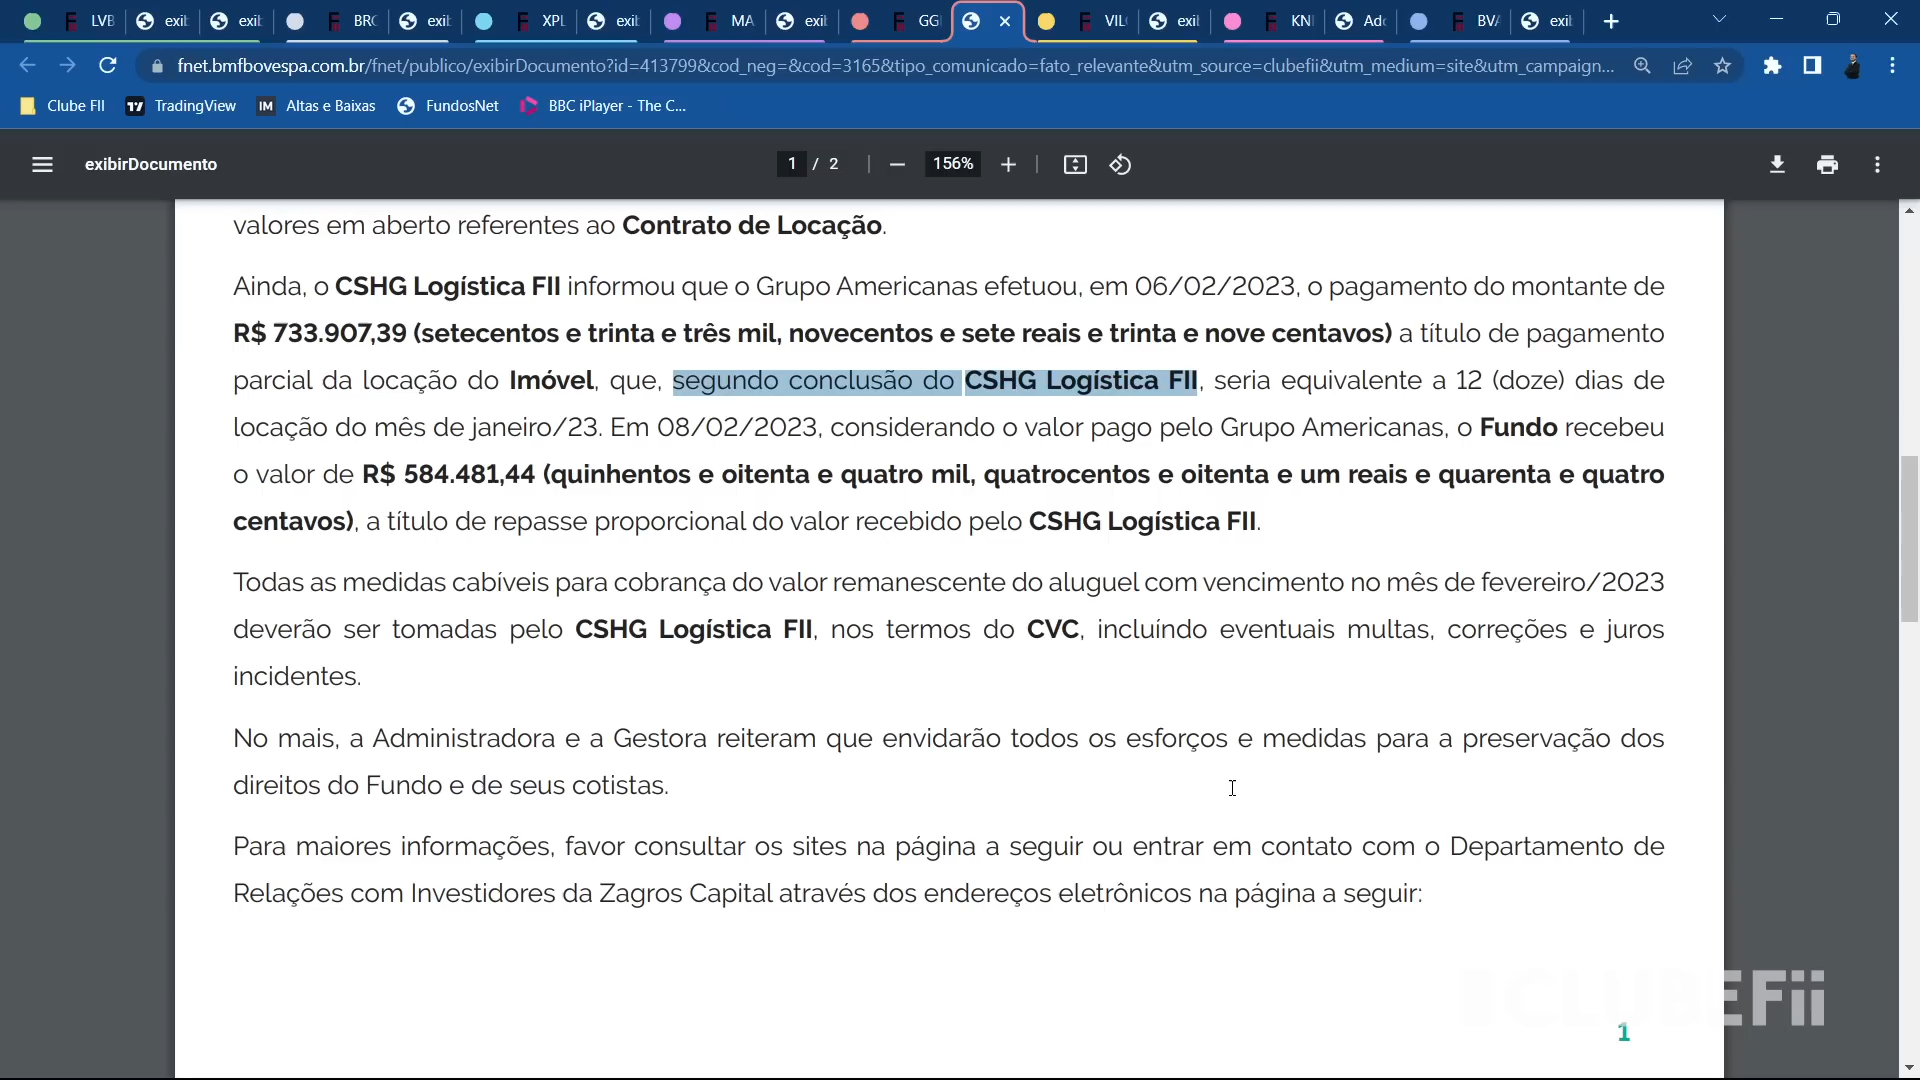 LVB
exi
exi
BRC
exi
XPL
exi
MA
exi
GG
VIL
exi
KN
Ad
BV
exi
fnet.bmfbovespa.com.br/fnet/publico/exibirDocumento?id=413799&cod_neg=&cod=3165&tipo_comunicado=fato_relevante&utm_source=clubefii&utm_medium=site&utm_campaign...
Clube FII TradingView IM Altas e Baixas FundosNet BBC iPlayer - The C...
exibirDocumento
1 / 2
156%
valores em aberto referentes ao Contrato de Locação.
Ainda, o CSHG Logística FII informou que o Grupo Americanas efetuou, em 06/02/2023, o pagamento do montante de
R$ 733.907,39 (setecentos e trinta e três mil, novecentos e sete reais e trinta e nove centavos) a título de pagamento
parcial da locação do Imóvel, que, segundo conclusão do CSHG Logística FII, seria equivalente a 12 (doze) dias de
locação do mês de janeiro/23. Em 08/02/2023, considerando o valor pago pelo Grupo Americanas, o Fundo recebeu
o valor de R$ 584.481,44 (quinhentos e oitenta e quatro mil, quatrocentos e oitenta e um reais e quarenta e quatro
centavos), a título de repasse proporcional do valor recebido pelo CSHG Logística FII.
Todas as medidas cabíveis para cobrança do valor remanescente do aluguel com vencimento no mês de fevereiro/2023
deverão ser tomadas pelo CSHG Logística FII, nos termos do CVC, incluíndo eventuais multas, correções e juros
incidentes.
No mais, a Administradora e a Gestora reiteram que envidarão todos os esforços e medidas para a preservação dos
direitos do Fundo e de seus cotistas.
Para maiores informações, favor consultar os sites na página a seguir ou entrar em contato com o Departamento de
Relações com Investidores da Zagros Capital através dos endereços eletrônicos na página a seguir:
CLUBEFii
1